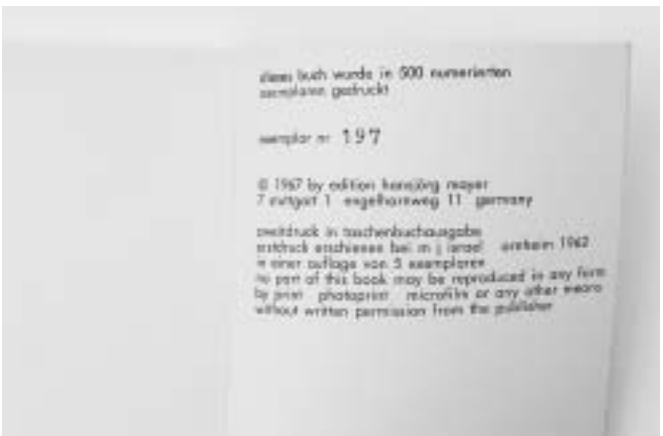 dieses buch wurde in 500 numerierten
exemplaren gedruckt
exemplar nr 197
© 1967 by edition hansjörg mayer
7 stuttgart 1 engelhornweg 11 germany
zweitdruck in taschenbuchausgabe
erstdruck erschienen bei m j israel arnheim 1962
in einer auflage von 5 exemplaren
no part of this book may be reproduced in any form
by print photoprint microfilm or any other means
without written permission from the publisher